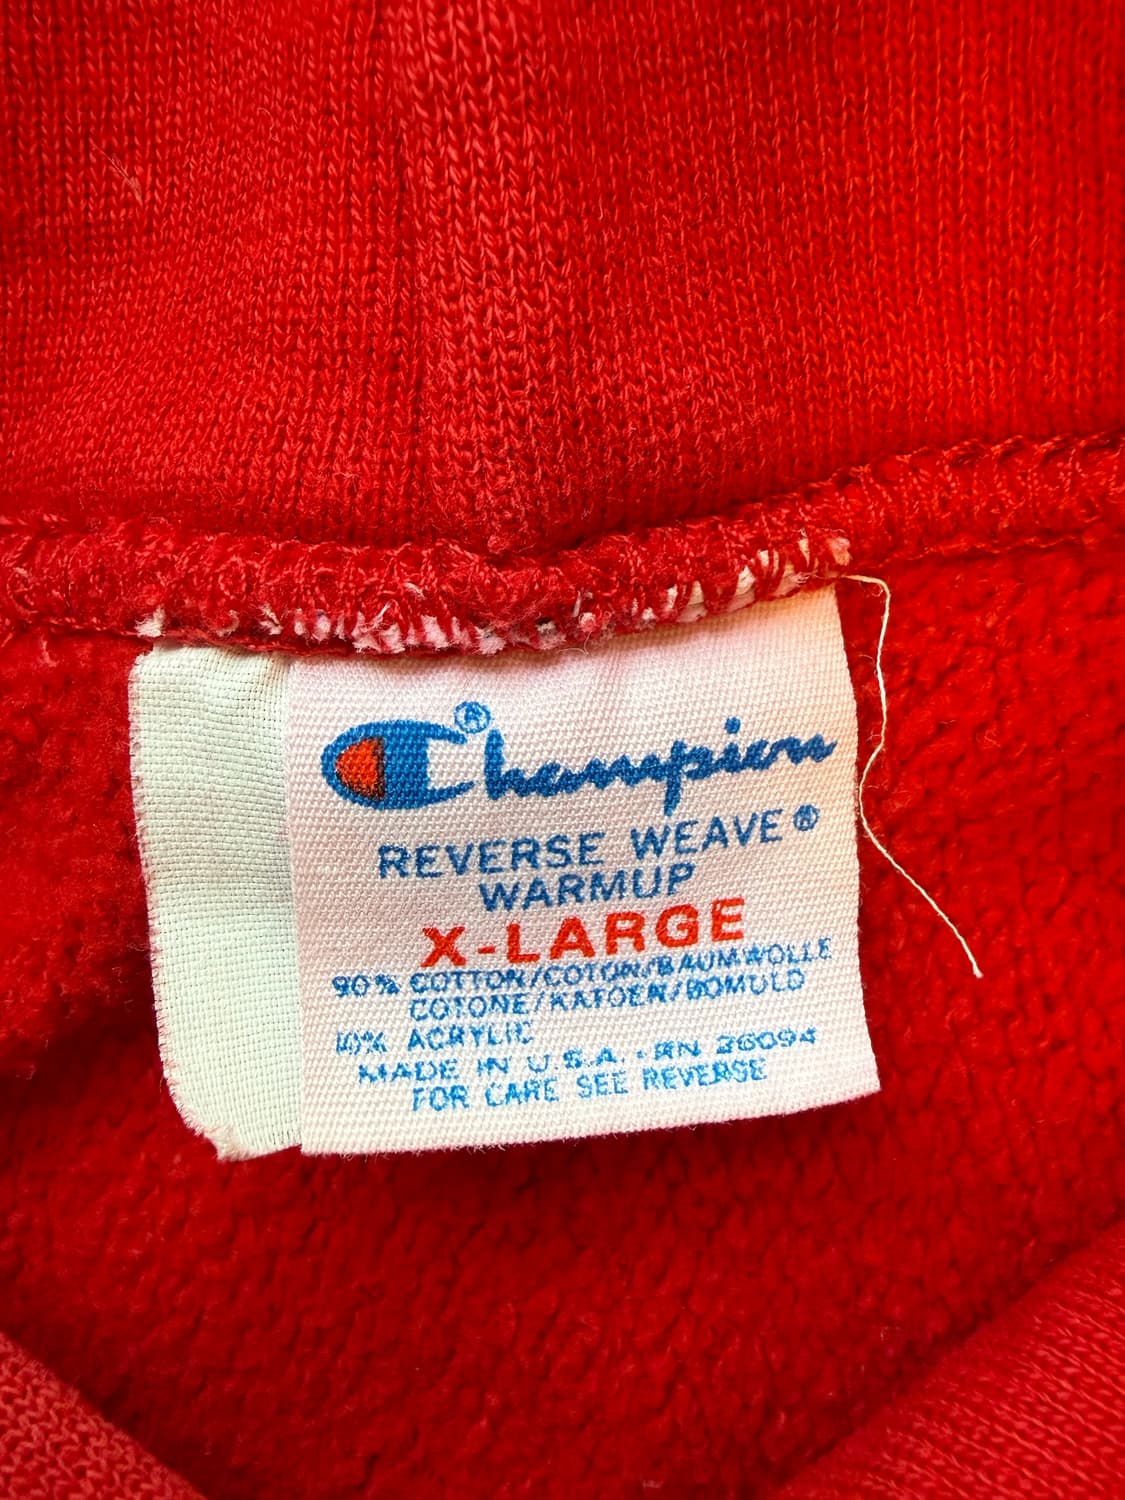 Champion®
REVERSE WEAVE®
WARMUP
X-LARGE
90% COTTON/COTON/BAUMWOLLE
COTONE/KATOEN/BOMULD
10% ACRYLIC
MADE IN U.S.A. - RN 26094
FOR CARE SEE REVERSE